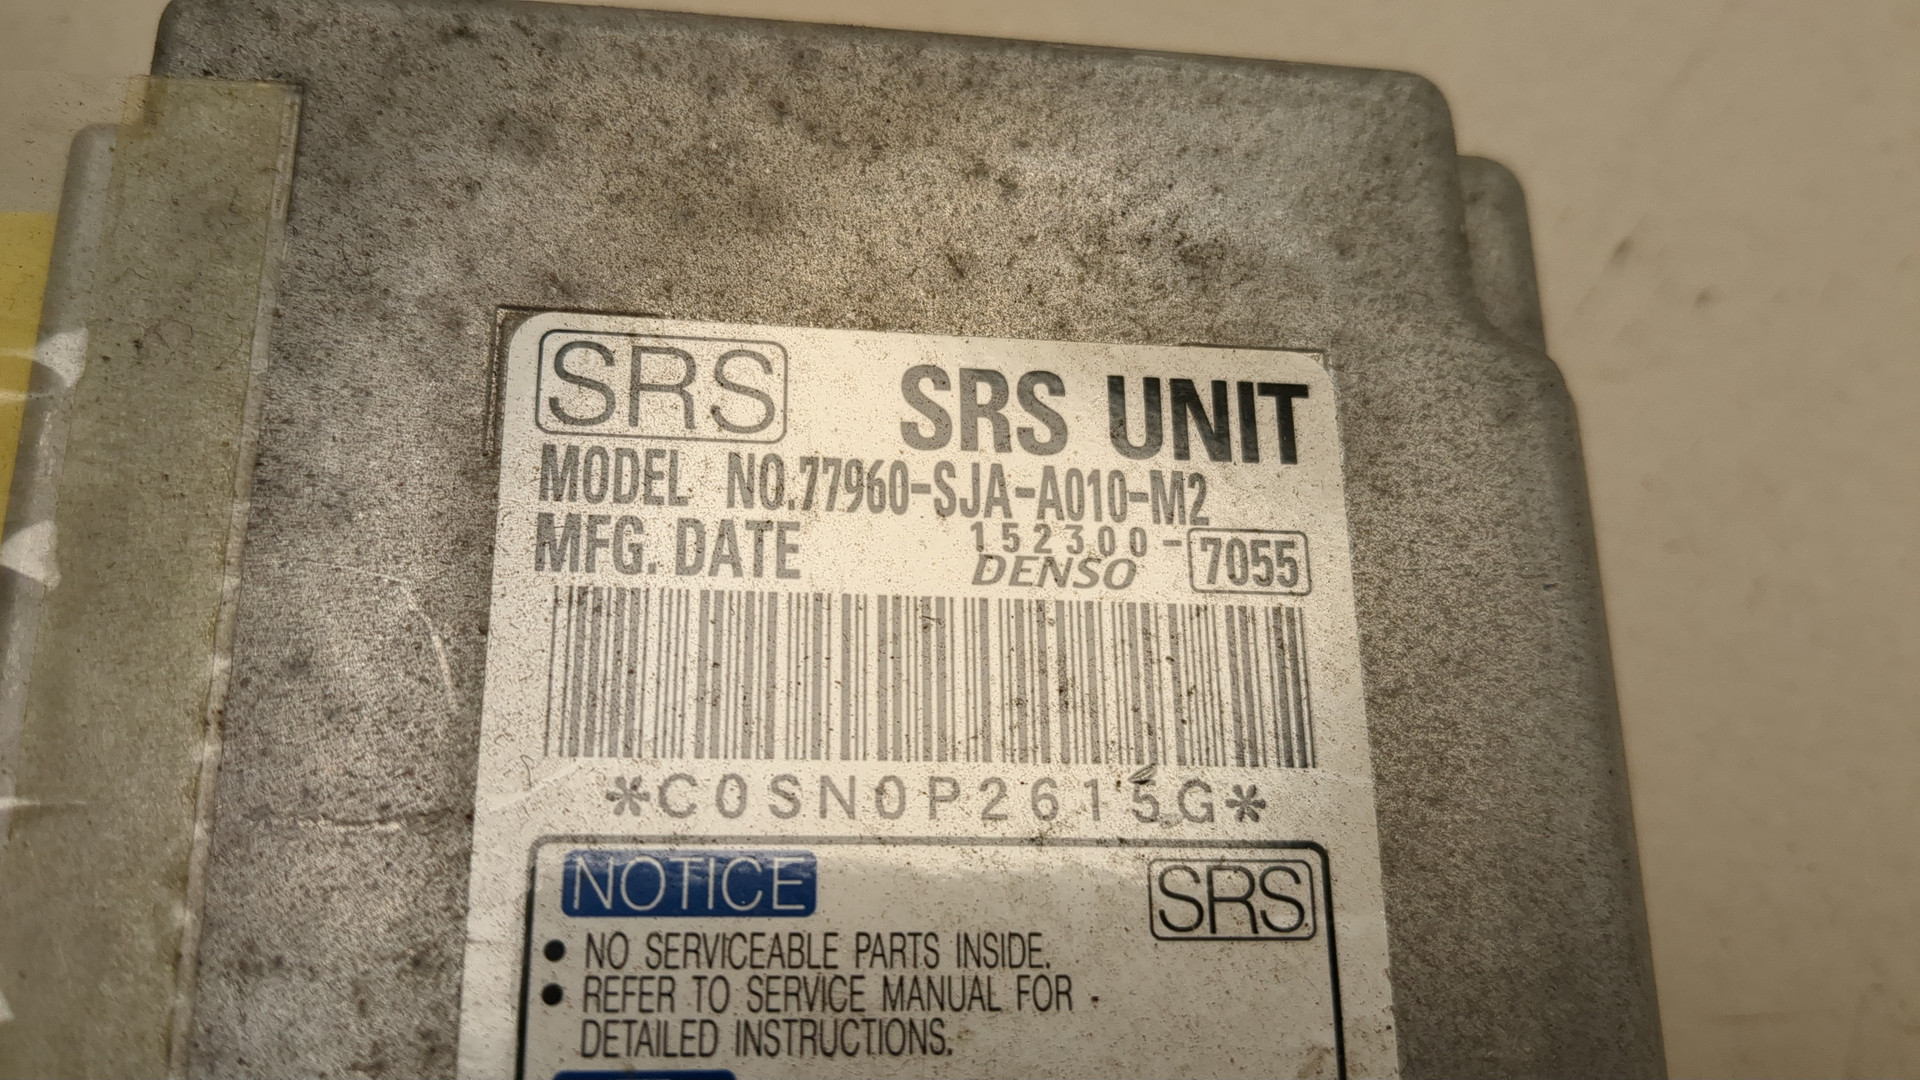 SRS SRS UNIT
MODEL NO.77960-SJA-A010-M2
MFG. DATE 152300-7055
DENSO
*C0SN0P2615G*
NOTICE SRS
• NO SERVICEABLE PARTS INSIDE.
• REFER TO SERVICE MANUAL FOR
DETAILED INSTRUCTIONS.